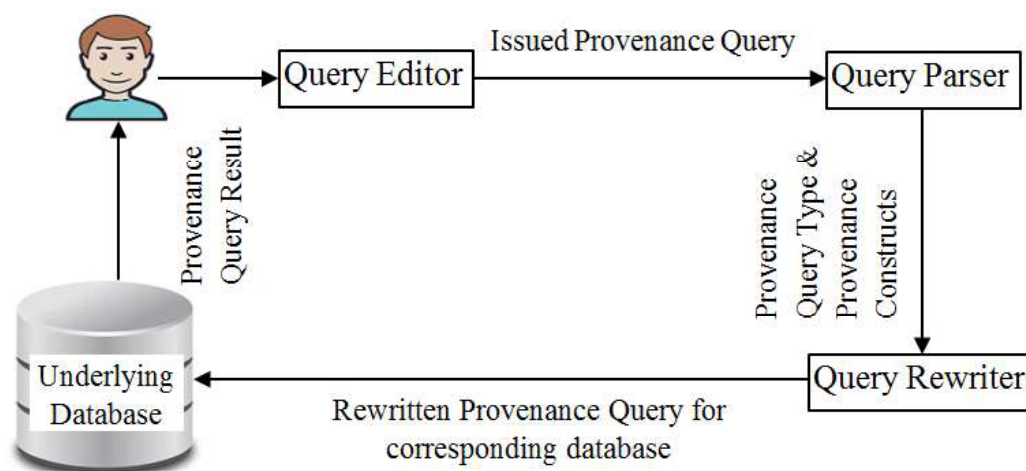 Issued Provenance Query
Query Editor
Query Parser
Provenance
Query Result
Provenance
Query Type &
Provenance
Constructs
Underlying
Database
Query Rewriter
Rewritten Provenance Query for
corresponding database